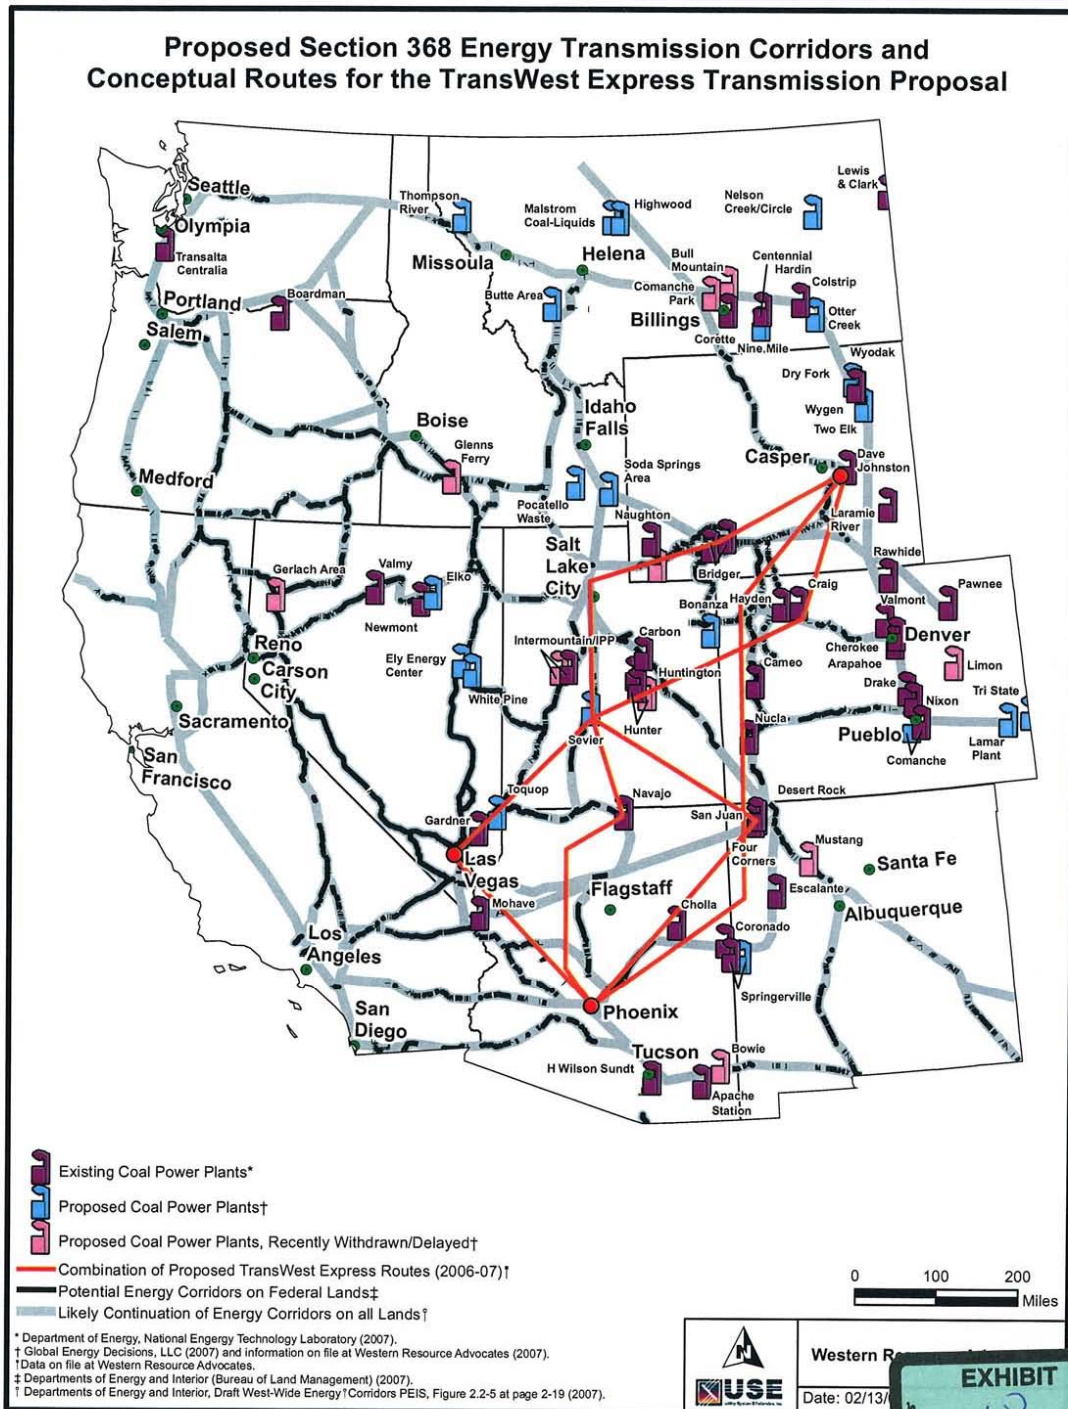 Proposed Section 368 Energy Transmission Corridors and
Conceptual Routes for the TransWest Express Transmission Proposal
Lewis
& Clark
Seattle
Thompson
River
Nelson
Creek/Circle
Malstrom
Coal-Liquids
Highwood
Olympia
Transalta
Centralia
Missoula
Helena
Bull
Mountain
Centennial
Hardin
Comanche
Park
Colstrip
Portland
Boardman
Butte Area
Billings
Otter
Creek
Salem
Corette
Nine Mile
Wyodak
Dry Fork
Wygen
Two Elk
Idaho
Falls
Boise
Glenns
Ferry
Casper
Dave
Johnston
Soda Springs
Area
Medford
Pocatello
Waste
Naughton
Laramie
River
Salt
Lake
City
Rawhide
Bridger
Craig
Pawnee
Gerlach Area
Valmy
Elko
Hayden
Bonanza
Valmont
Newmont
Reno
Carson
City
Intermountain/IPP
Carbon
Denver
Cherokee
Arapahoe
Limon
Ely Energy
Center
Huntington
Cameo
White Pine
Drake
Nixon
Tri State
Sacramento
Hunter
Nucla
Pueblo
Sevier
Lamar
Plant
Comanche
San
Francisco
Toquop
Navajo
Desert Rock
Gardner
San Juan
Mustang
Las
Vegas
Four
Corners
Santa Fe
Flagstaff
Escalante
Mohave
Cholla
Albuquerque
Los
Angeles
Coronado
Springerville
San
Diego
Phoenix
Tucson
Bowie
H Wilson Sundt
Apache
Station
Existing Coal Power Plants*
Proposed Coal Power Plants†
Proposed Coal Power Plants, Recently Withdrawn/Delayed†
Combination of Proposed TransWest Express Routes (2006-07)†
Potential Energy Corridors on Federal Lands‡
Likely Continuation of Energy Corridors on all Lands†
0 100 200
Miles
* Department of Energy, National Engergy Technology Laboratory (2007).
† Global Energy Decisions, LLC (2007) and information on file at Western Resource Advocates (2007).
†Data on file at Western Resource Advocates.
‡ Departments of Energy and Interior (Bureau of Land Management) (2007).
† Departments of Energy and Interior, Draft West-Wide Energy†Corridors PEIS, Figure 2.2-5 at page 2-19 (2007).
N
USE
Western
Date: 02/13/
EXHIBIT